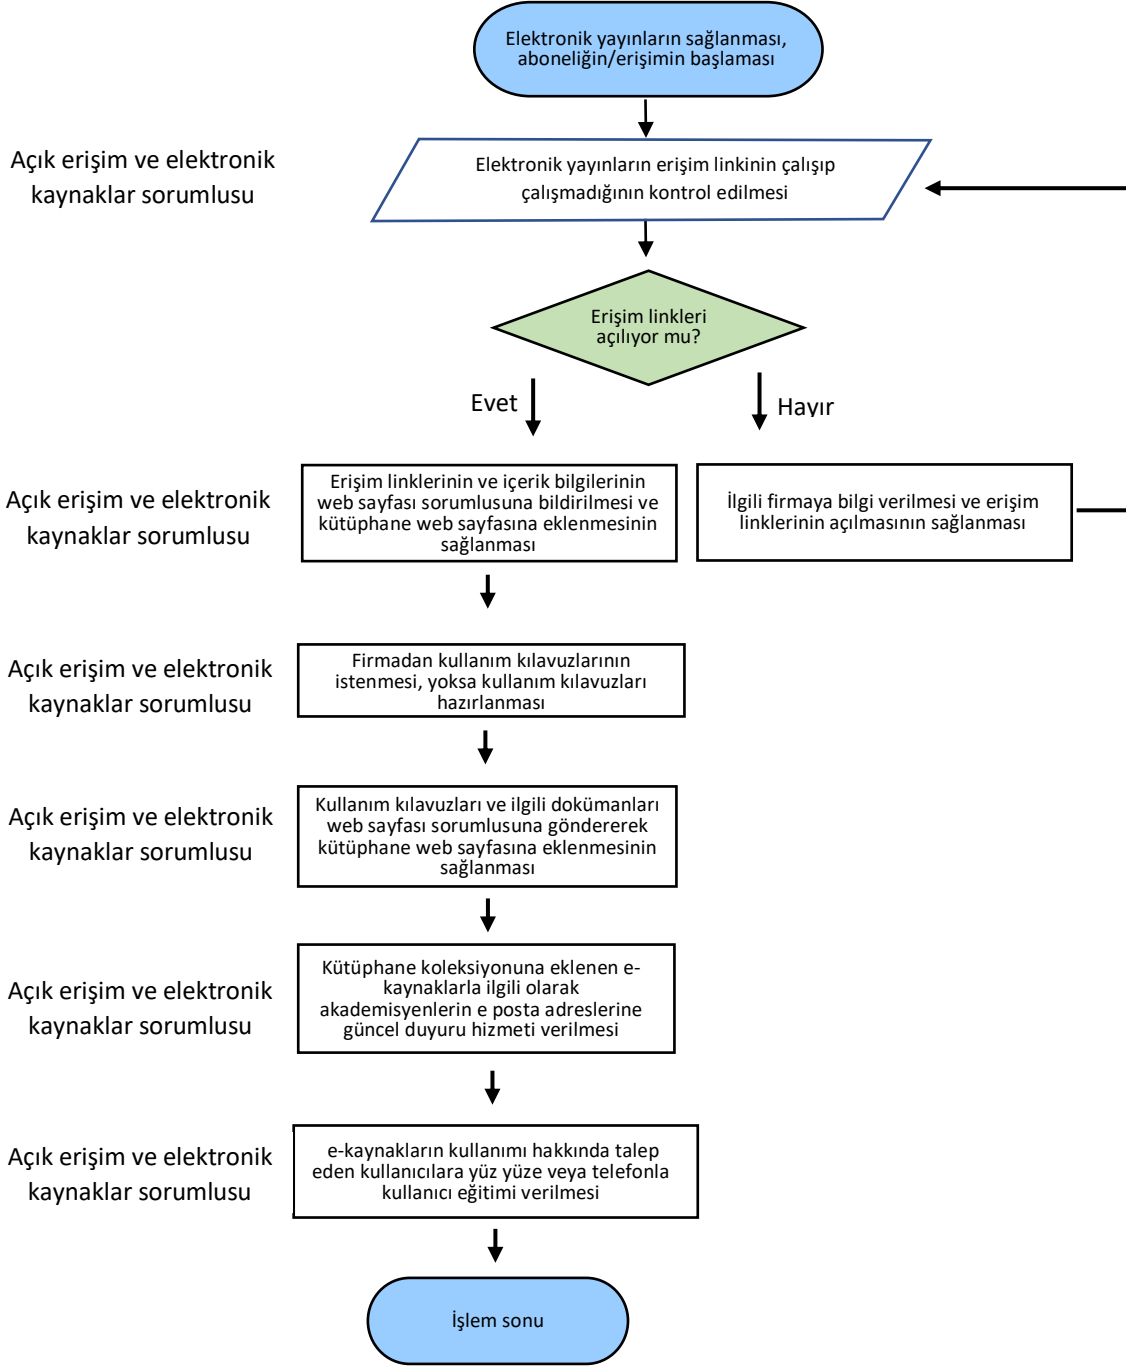 Elektronik yayınların sağlanması,
aboneliğin/erişimin başlaması
Açık erişim ve elektronik
kaynaklar sorumlusu
Elektronik yayınların erişim linkinin çalışıp
çalışmadığının kontrol edilmesi
Erişim linkleri
açılıyor mu?
Evet
Hayır
Açık erişim ve elektronik
kaynaklar sorumlusu
Erişim linklerinin ve içerik bilgilerinin
web sayfası sorumlusuna bildirilmesi ve
kütüphane web sayfasına eklenmesinin
sağlanması
İlgili firmaya bilgi verilmesi ve erişim
linklerinin açılmasının sağlanması
Açık erişim ve elektronik
kaynaklar sorumlusu
Firmadan kullanım kılavuzlarının
istenmesi, yoksa kullanım kılavuzları
hazırlanması
Açık erişim ve elektronik
kaynaklar sorumlusu
Kullanım kılavuzları ve ilgili dokümanları
web sayfası sorumlusuna göndererek
kütüphane web sayfasına eklenmesinin
sağlanması
Açık erişim ve elektronik
kaynaklar sorumlusu
Kütüphane koleksiyonuna eklenen e-
kaynaklarla ilgili olarak
akademisyenlerin e posta adreslerine
güncel duyuru hizmeti verilmesi
Açık erişim ve elektronik
kaynaklar sorumlusu
e-kaynakların kullanımı hakkında talep
eden kullanıcılara yüz yüze veya telefonla
kullanıcı eğitimi verilmesi
İşlem sonu